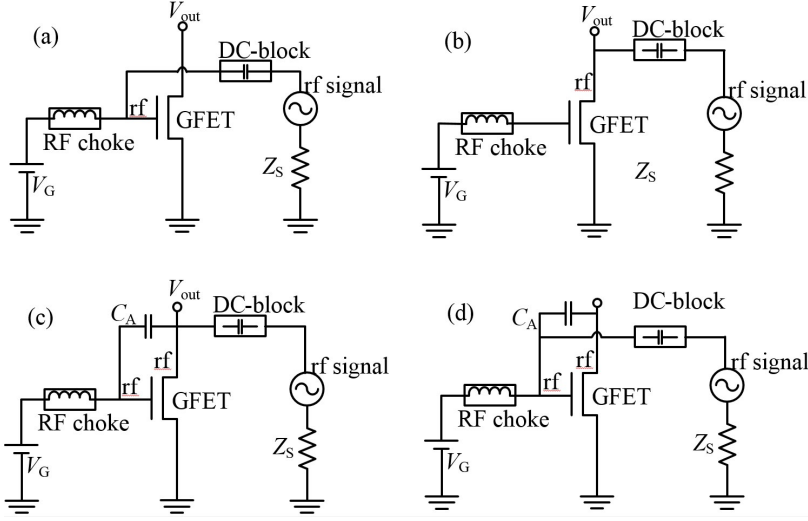 (a)
Vout
DC-block
rf signal
rf
GFET
RF choke
ZS
VG
(b)
Vout
DC-block
rf
rf signal
GFET
RF choke
ZS
VG
(c)
Vout
CA
DC-block
rf
rf signal
rf
GFET
RF choke
ZS
VG
(d)
DC-block
CA
rf
rf signal
rf
GFET
RF choke
ZS
VG